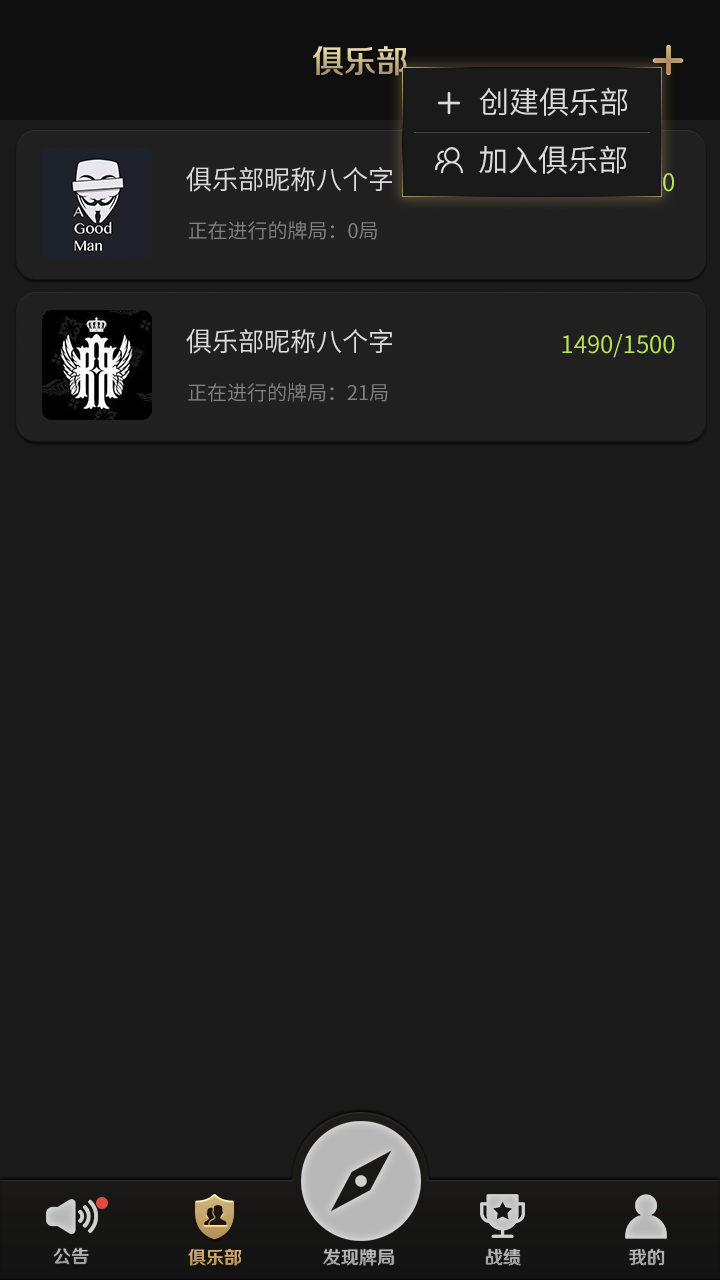 俱乐部
创建俱乐部
加入俱乐部
俱乐部昵称八个字
0
正在进行的牌局：0局
A
Good
Man
俱乐部昵称八个字
1490/1500
正在进行的牌局：21局
公告
俱乐部
发现牌局
战绩
我的